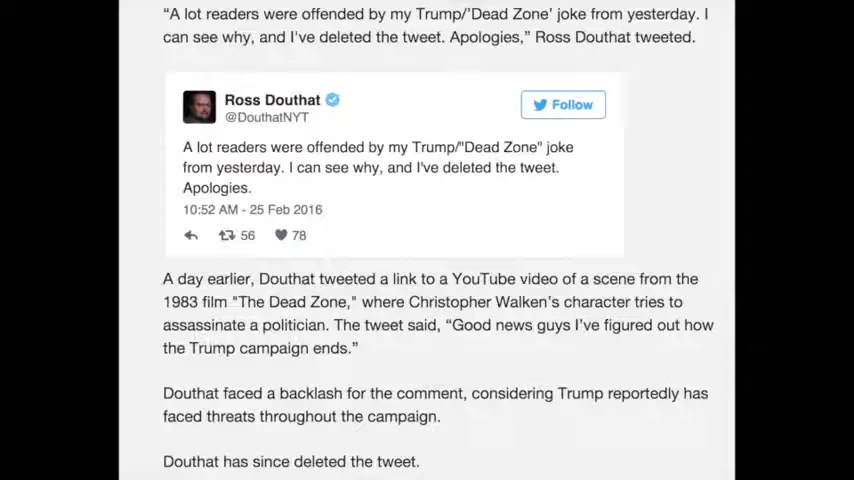 “A lot readers were offended by my Trump/'Dead Zone’ joke from yesterday. I
can see why, and I've deleted the tweet. Apologies,” Ross Douthat tweeted.
Ross Douthat
Follow
@DouthatNYT
A lot readers were offended by my Trump/"Dead Zone" joke
from yesterday. I can see why, and I've deleted the tweet.
Apologies.
10:52 AM - 25 Feb 2016
56 78
A day earlier, Douthat tweeted a link to a YouTube video of a scene from the
1983 film "The Dead Zone," where Christopher Walken’s character tries to
assassinate a politician. The tweet said, “Good news guys I’ve figured out how
the Trump campaign ends.”
Douthat faced a backlash for the comment, considering Trump reportedly has
faced threats throughout the campaign.
Douthat has since deleted the tweet.